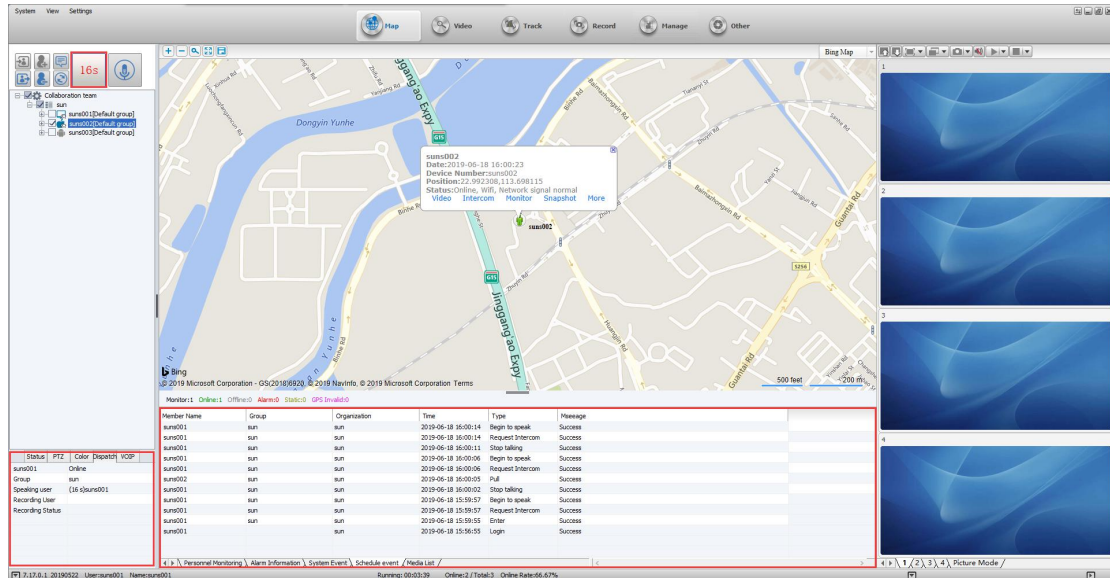 System View Settings
Map Video Track Record Manage Other
16s
Bing Map
Collaboration team
sun
suns001[Default group]
suns002[Default group]
suns003[Default group]
Dongyin Yunhe
G15
suns002
Date:2019-06-18 16:00:23
Device Number:suns002
Position:22.992308,113.698115
Status:Online, Wifi, Network signal normal
Video Intercom Monitor Snapshot More
suns002
Jinggang'ao Expy
G15
S256
Binhe Rd
Guantai Rd
Zhuyin Rd
Huangjin Rd
Baimazhongxin Rd
Yunhe
Bing
© 2019 Microsoft Corporation - GS(2018)6920, © 2019 NavInfo, © 2019 Microsoft Corporation Terms
500 feet 200 m
Monitor:1 Online:1 Offline:0 Alarm:0 Static:0 GPS Invalid:0
Member Name Group Organization Time Type Mseeage
suns001 sun sun 2019-06-18 16:00:14 Begin to speak Success
suns001 sun sun 2019-06-18 16:00:14 Request Intercom Success
suns001 sun sun 2019-06-18 16:00:11 Stop talking Success
suns001 sun sun 2019-06-18 16:00:06 Begin to speak Success
suns001 sun sun 2019-06-18 16:00:06 Request Intercom Success
suns002 sun sun 2019-06-18 16:00:05 Pull Success
suns001 sun sun 2019-06-18 16:00:02 Stop talking Success
suns001 sun sun 2019-06-18 15:59:57 Begin to speak Success
suns001 sun sun 2019-06-18 15:59:57 Request Intercom Success
suns001 sun sun 2019-06-18 15:59:55 Enter Success
suns001 sun 2019-06-18 15:56:55 Login Success
Personnel Monitoring Alarm Information System Event Schedule event Media List
Status PTZ Color Dispatch VOIP
suns001 Online
Group sun
Speaking user (16 s)suns001
Recording User
Recording Status
1
2
3
4
1 2 3 4 Picture Mode
7.17.0.1 20190522 User:suns001 Name:suns001 Running: 00:03:39 Online:2 /Total:3 Online Rate:66.67%